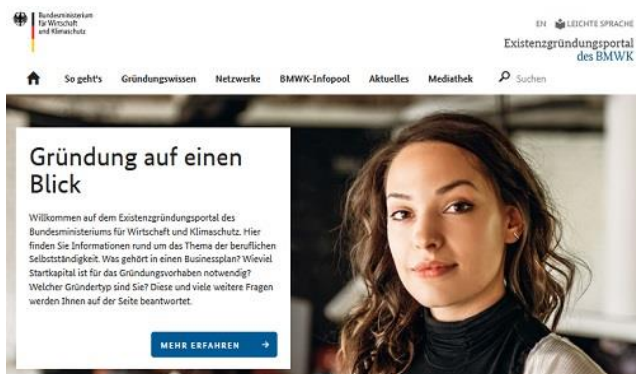 Bundesministerium
für Wirtschaft
und Klimaschutz
EN LEICHTE SPRACHE
Existenzgründungsportal
des BMWK
So geht's Gründungswissen Netzwerke BMWK-Infopool Aktuelles Mediathek Suchen
Gründung auf einen
Blick
Willkommen auf dem Existenzgründungsportal des
Bundesministeriums für Wirtschaft und Klimaschutz. Hier
finden Sie Informationen rund um das Thema der beruflichen
Selbstständigkeit. Was gehört in einen Businessplan? Wieviel
Startkapital ist für das Gründungsvorhaben notwendig?
Welcher Gründertyp sind Sie? Diese und viele weitere Fragen
werden Ihnen auf der Seite beantwortet.
MEHR ERFAHREN